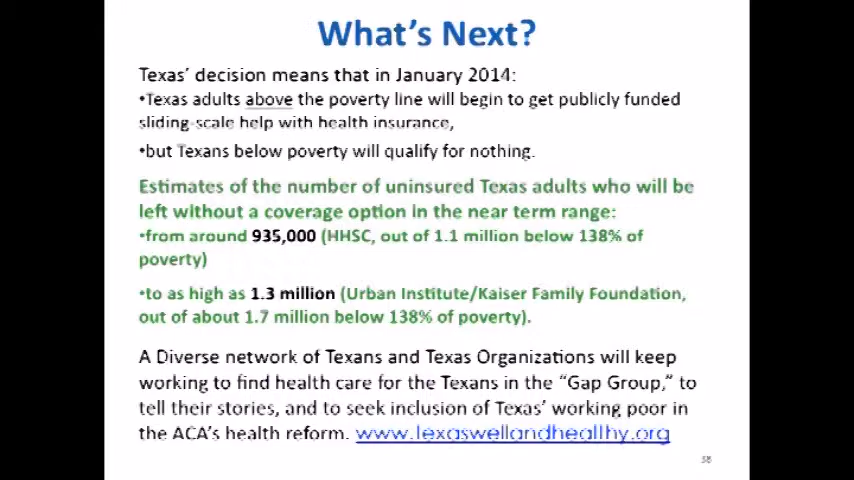 What's Next?
Texas' decision means that in January 2014:
•Texas adults above the poverty line will begin to get publicly funded
sliding-scale help with health insurance,
•but Texans below poverty will qualify for nothing.
Estimates of the number of uninsured Texas adults who will be
left without a coverage option in the near term range:
•from around 935,000 (HHSC, out of 1.1 million below 138% of
poverty)
•to as high as 1.3 million (Urban Institute/Kaiser Family Foundation,
out of about 1.7 million below 138% of poverty).
A Diverse network of Texans and Texas Organizations will keep
working to find health care for the Texans in the “Gap Group,” to
tell their stories, and to seek inclusion of Texas' working poor in
the ACA's health reform. www.texaswellandhealthy.org
38